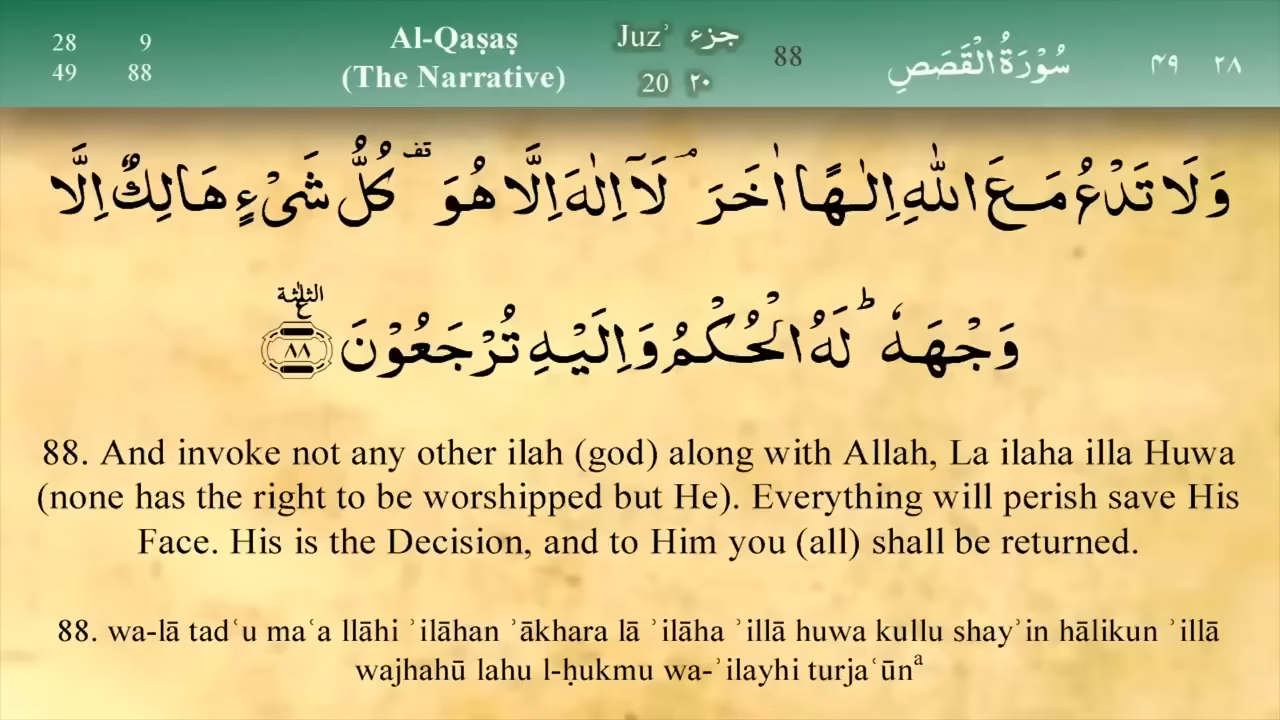 28 9
49 88
Al-Qaṣaṣ
(The Narrative)
Juzʾ جزء
20 ٢٠
88
سُوْرَةُ الْقَصَصِ
٢٨ ٤٩
وَلَا تَدْعُ مَعَ اللّٰهِ اِلٰـهًا اٰخَرَ ۘ لَاۤ اِلٰهَ اِلَّا هُوَ ۟ قف كُلُّ شَىْءٍ هَالِكٌ اِلَّا
وَجْهَهٗ ؕ لَهُ الْحُكْمُ وَاِلَيْهِ تُرْجَعُوْنَ ٨٨ ع الثلٰثة
88. And invoke not any other ilah (god) along with Allah, La ilaha illa Huwa
(none has the right to be worshipped but He). Everything will perish save His
Face. His is the Decision, and to Him you (all) shall be returned.
88. wa-lā tadʿu maʿa llāhi ʾilāhan ʾākhara lā ʾilāha ʾillā huwa kullu shayʾin hālikun ʾillā
wajhahū lahu l-ḥukmu wa-ʾilayhi turjaʿūnᵃ